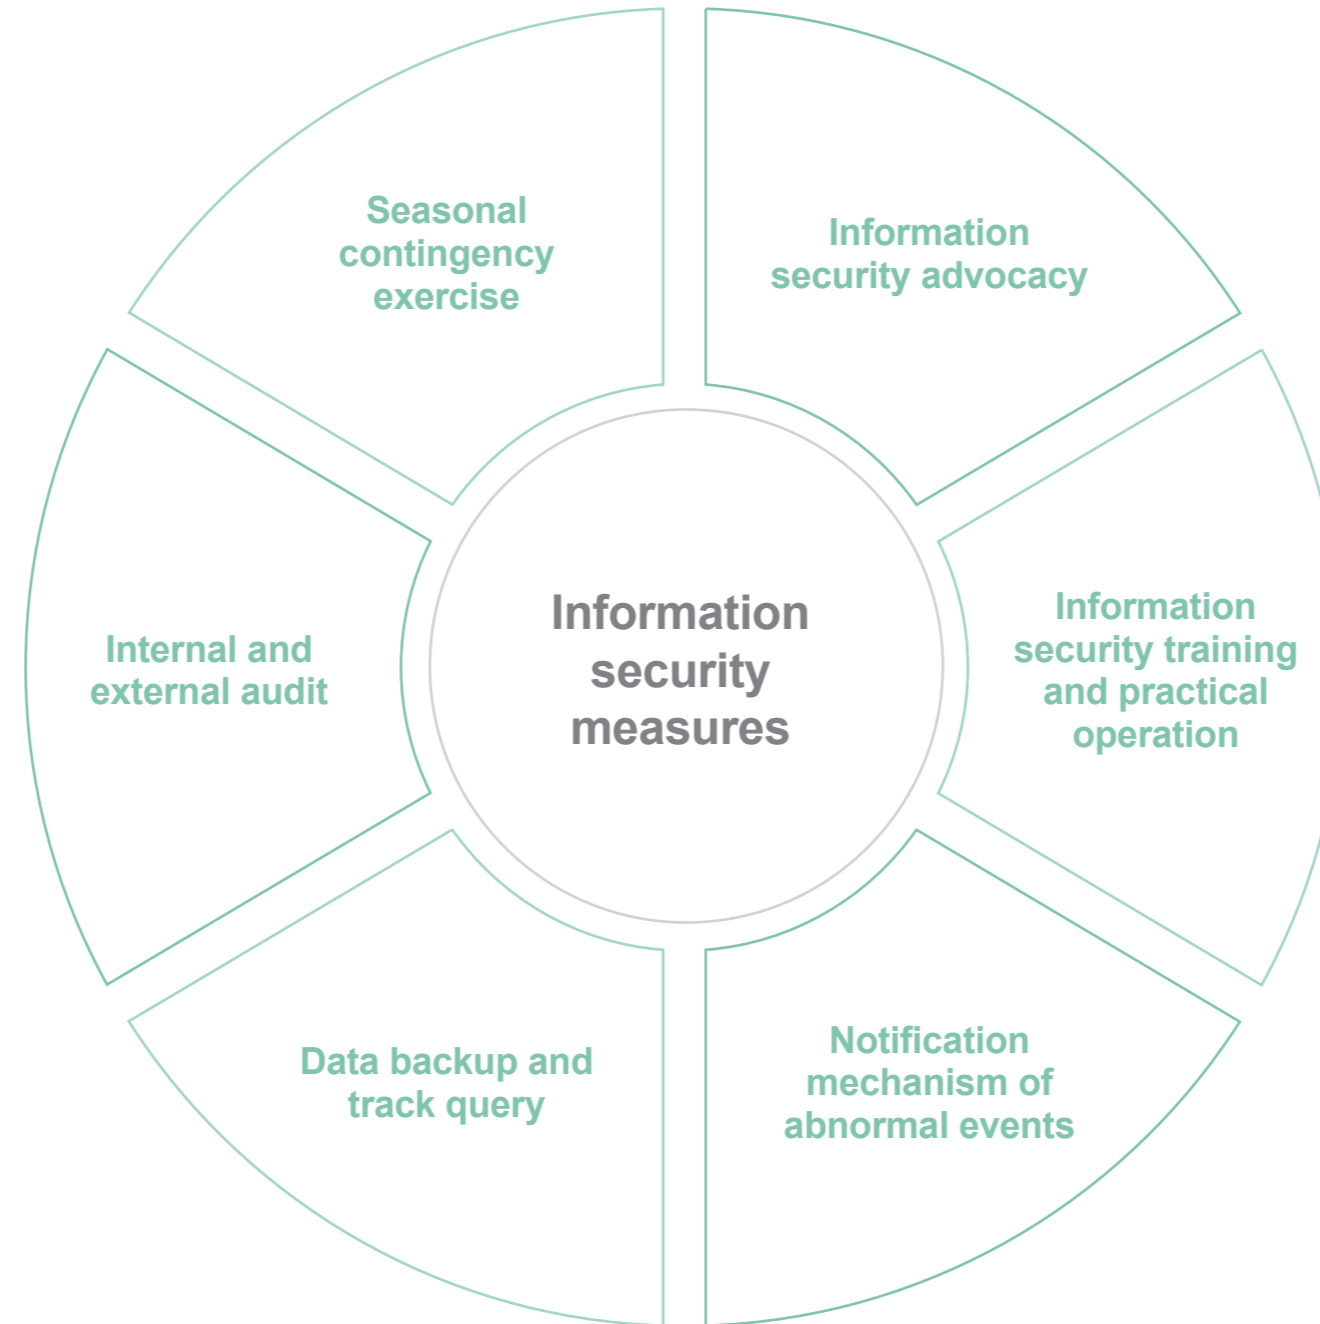 Seasonal
contingency
exercise
Information
security advocacy
Internal and
external audit
Information
security
measures
Information
security training
and practical
operation
Data backup and
track query
Notification
mechanism of
abnormal events